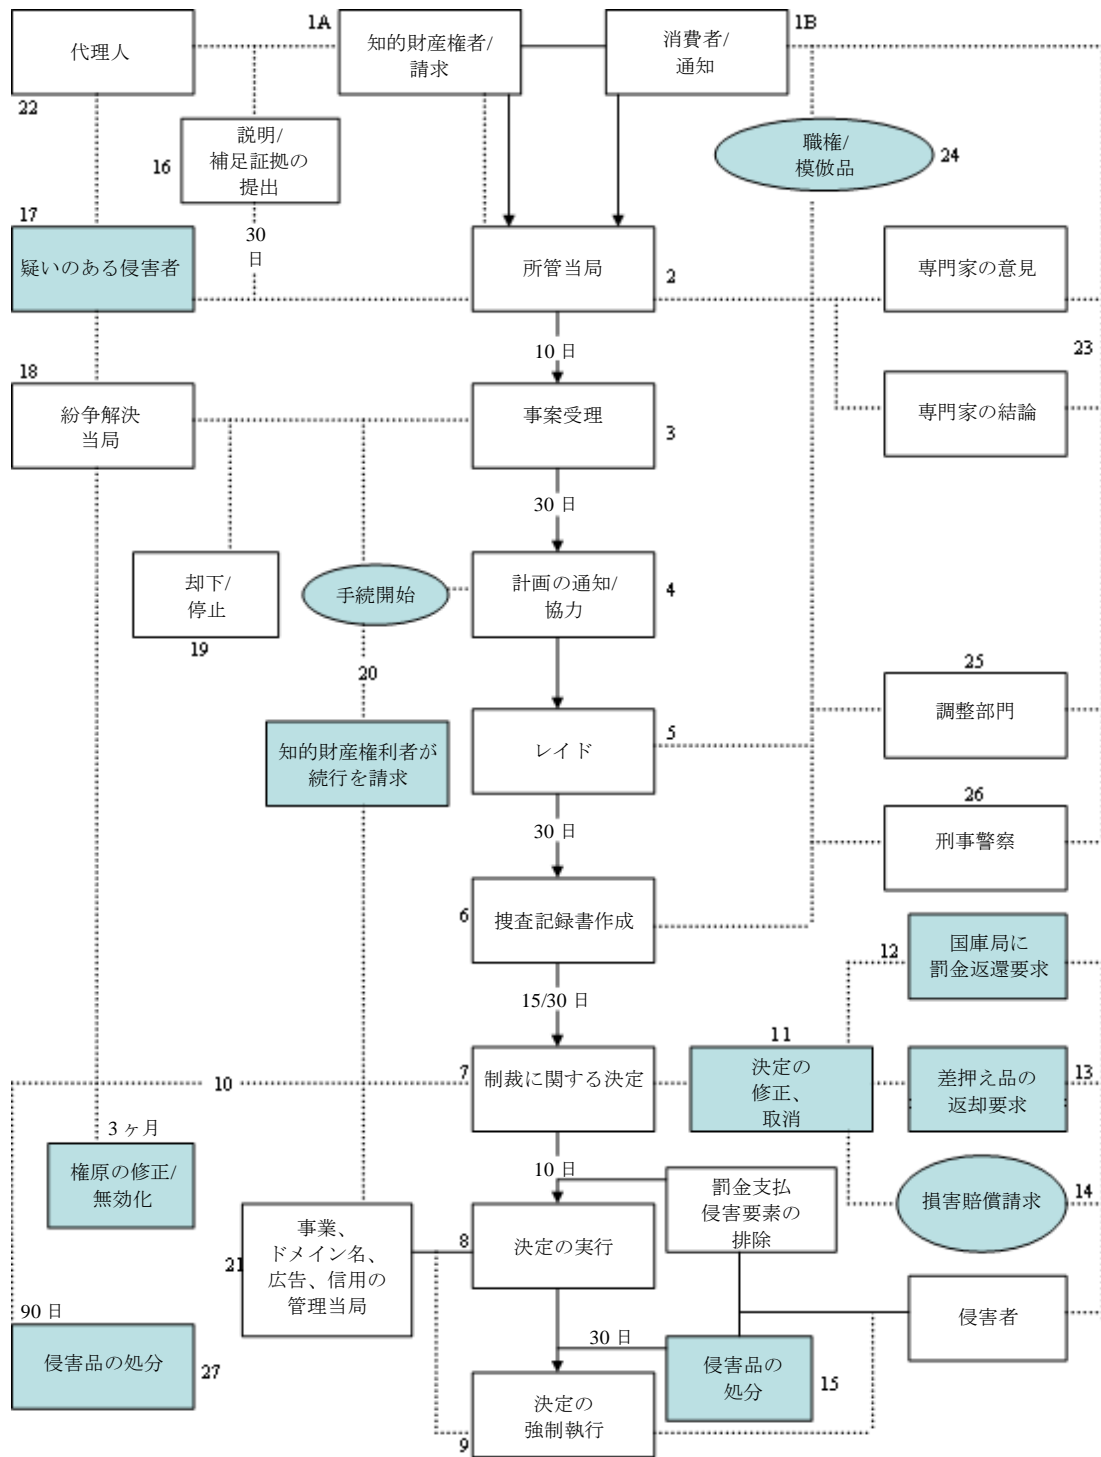 1A
1B
代理人
知的財産権者/
請求
消費者/
通知
22
16
説明/
補足証拠の
提出
職権/
模倣品
24
17
30
日
疑いのある侵害者
所管当局
2
専門家の意見
10 日
23
18
紛争解決
当局
事案受理
3
専門家の結論
30 日
却下/
停止
19
手続開始
計画の通知/
協力
4
20
25
調整部門
知的財産権利者が
続行を請求
レイド
5
30 日
26
刑事警察
6
捜査記録書作成
12
国庫局に
罰金返還要求
15/30 日
11
10
7
制裁に関する決定
決定の
修正、
取消
差押え品の
返却要求
13
3 ヶ月
権原の修正/
無効化
10 日
罰金支払
侵害要素の
排除
損害賠償請求
14
21
事業、
ドメイン名、
広告、信用の
管理当局
8
決定の実行
侵害者
90 日
侵害品の処分
27
30 日
侵害品の
処分
15
決定の
強制執行
9